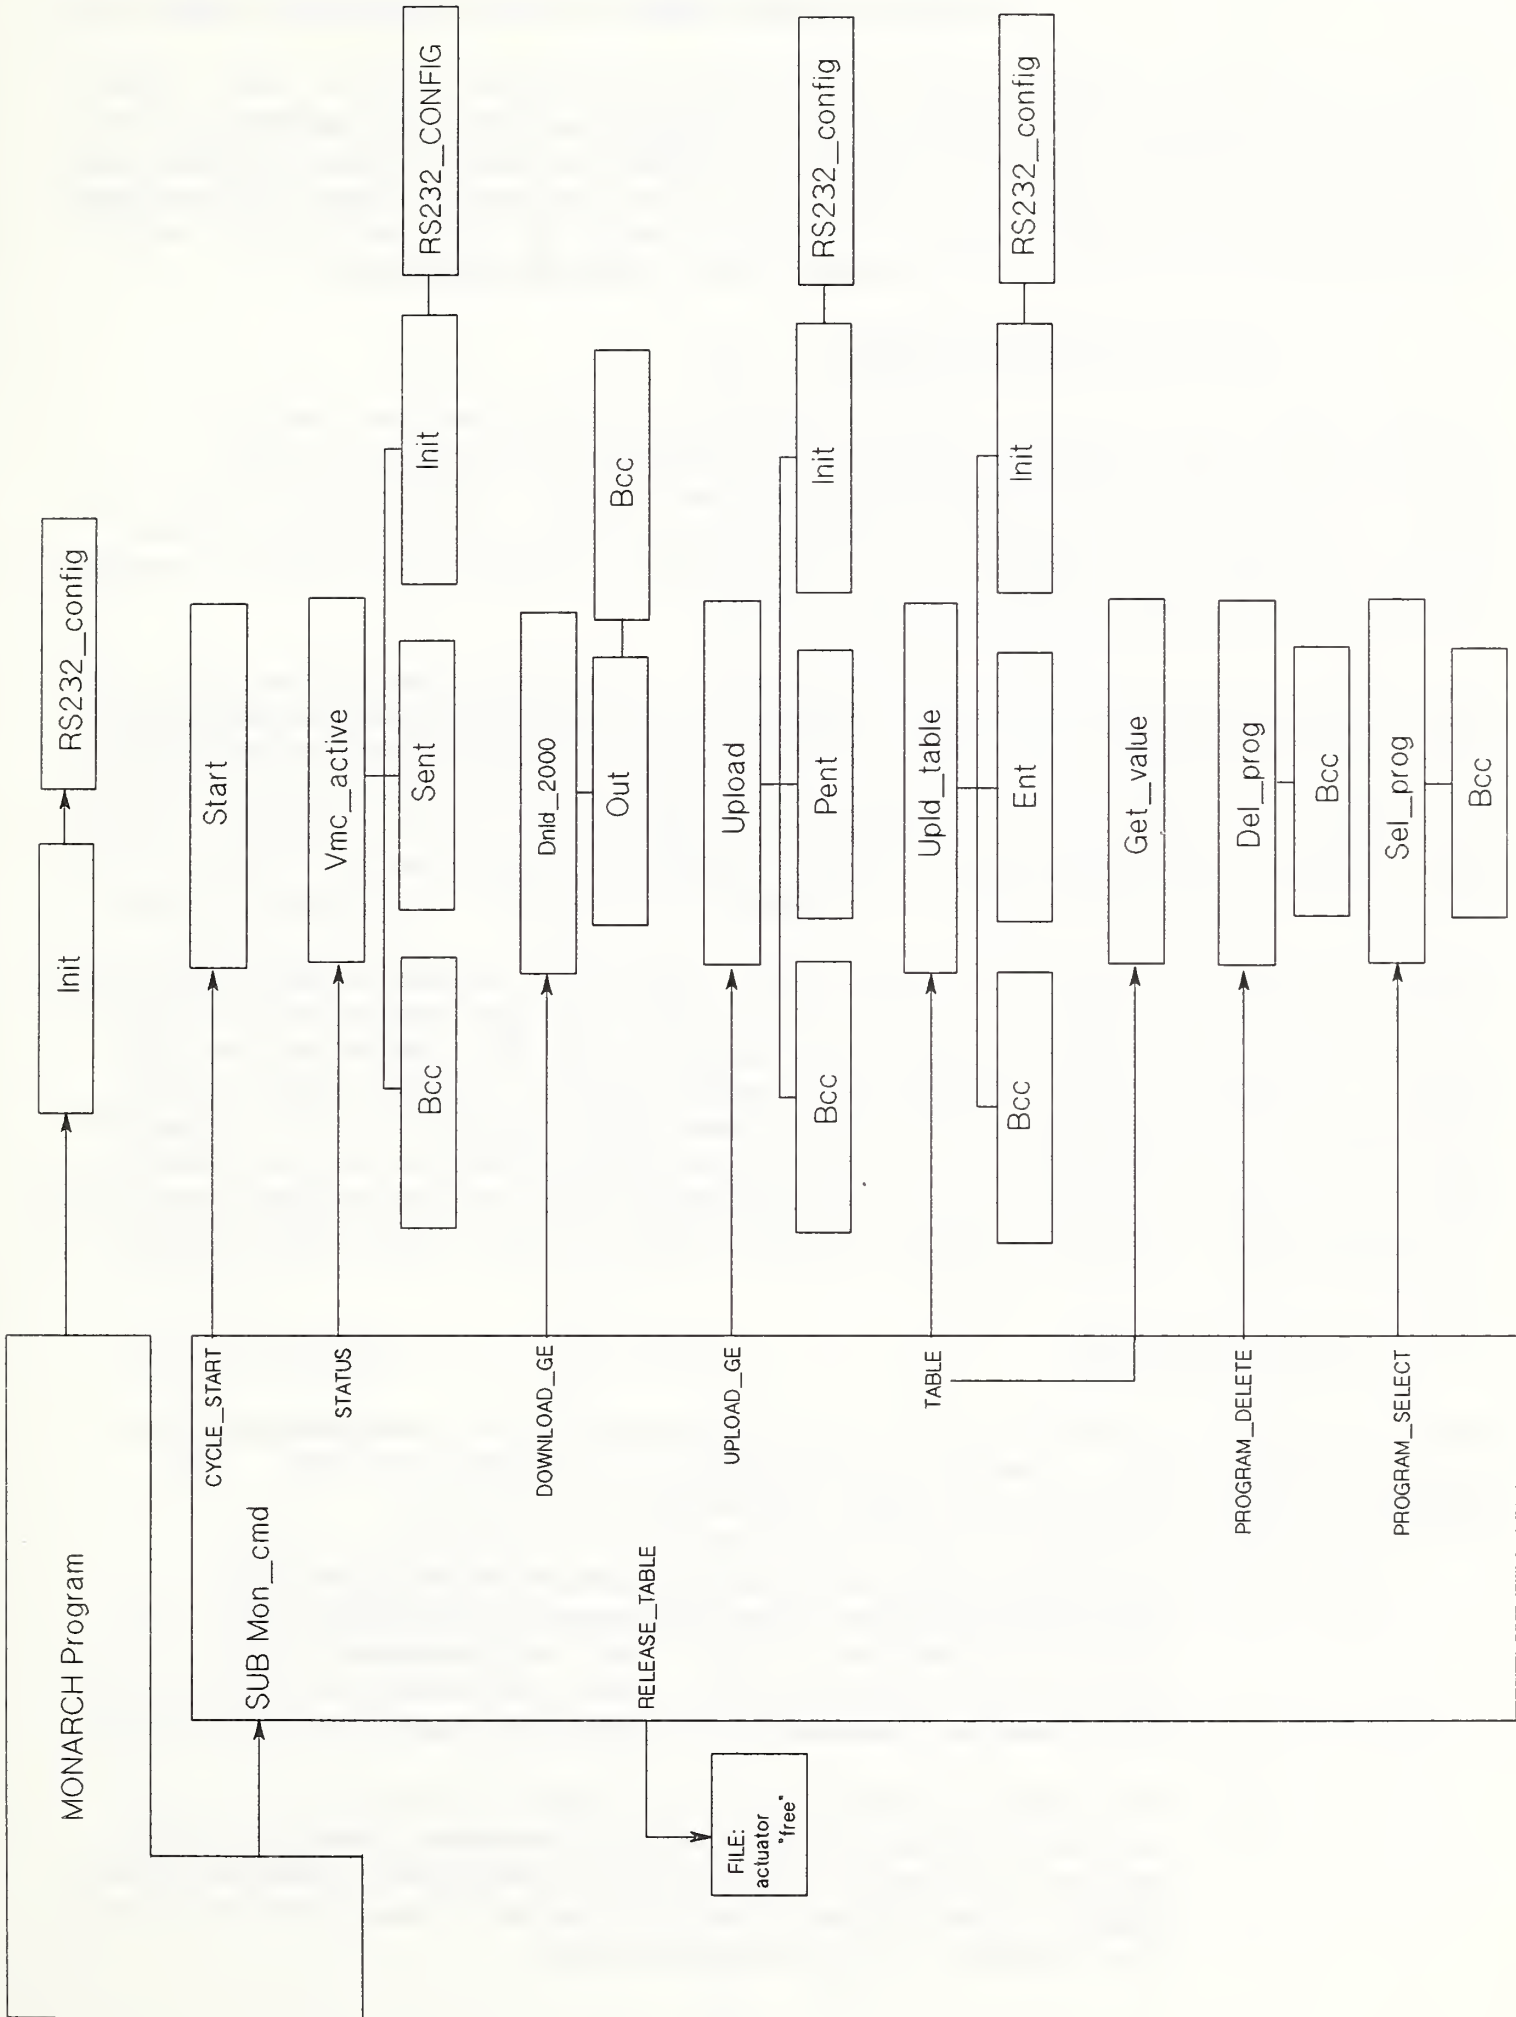 MONARCH Program
Init
RS232_config
SUB Mon_cmd
CYCLE_START
Start
STATUS
Vmc_active
Bcc
Sent
Init
RS232_CONFIG
DOWNLOAD_GE
Dnld_2000
Out
Bcc
RELEASE_TABLE
FILE:
actuator
"free"
UPLOAD_GE
Upload
Bcc
Pent
Init
RS232_config
TABLE
Upld_table
Bcc
Ent
Init
RS232_config
Get_value
PROGRAM_DELETE
Del_prog
Bcc
PROGRAM_SELECT
Sel_prog
Bcc